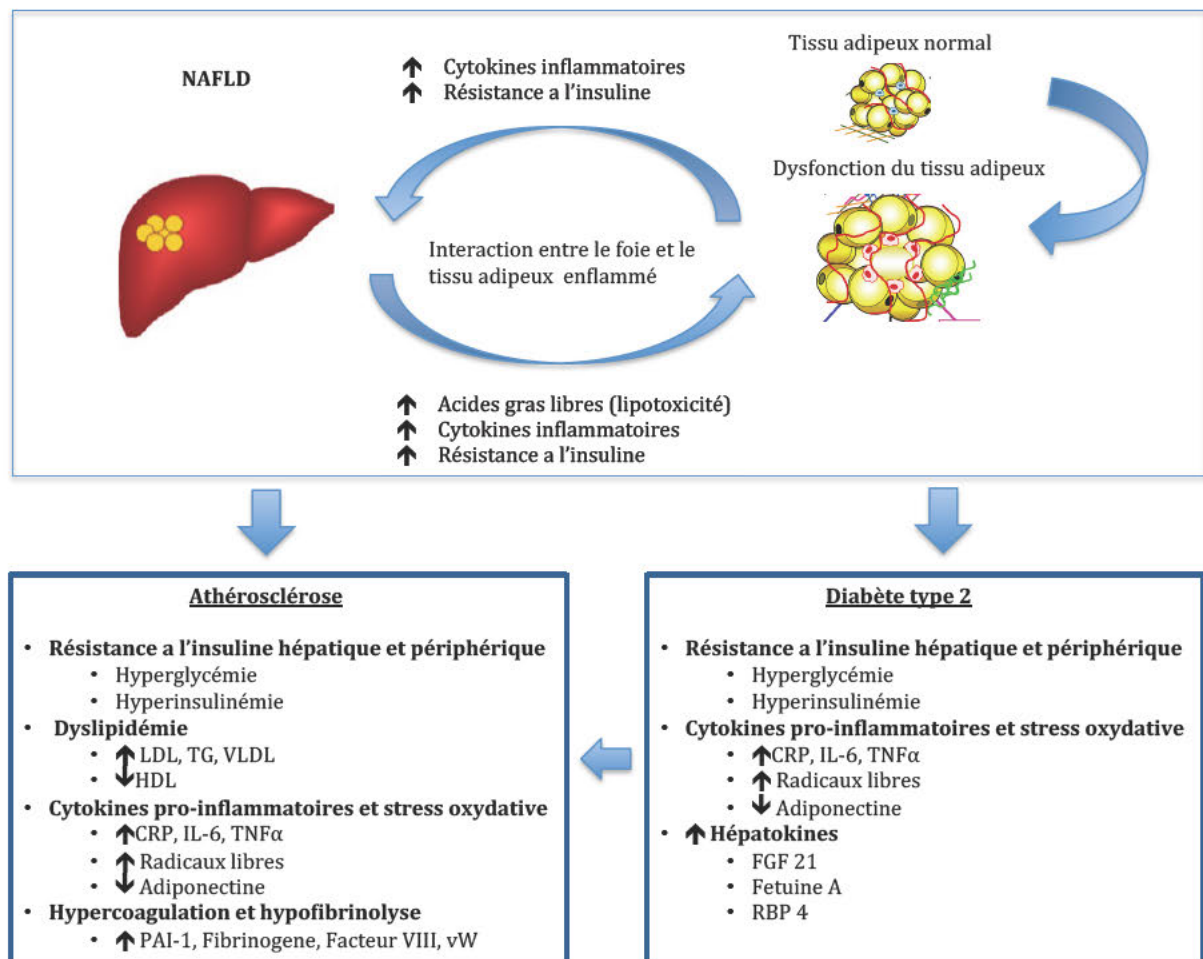 NAFLD
↑ Cytokines inflammatoires
↑ Résistance a l'insuline
Tissu adipeux normal
Dysfonction du tissu adipeux
Interaction entre le foie et le
tissu adipeux enflammé
↑ Acides gras libres (lipotoxicité)
↑ Cytokines inflammatoires
↑ Résistance a l'insuline
Athérosclérose
• Résistance a l'insuline hépatique et périphérique
• Hyperglycémie
• Hyperinsulinémie
• Dyslipidémie
• ↑ LDL, TG, VLDL
• ↓HDL
• Cytokines pro-inflammatoires et stress oxydative
• ↑CRP, IL-6, TNFα
• ↑ Radicaux libres
• ↓ Adiponectine
• Hypercoagulation et hypofibrinolyse
• ↑ PAI-1, Fibrinogene, Facteur VIII, vW
Diabète type 2
• Résistance a l'insuline hépatique et périphérique
• Hyperglycémie
• Hyperinsulinémie
• Cytokines pro-inflammatoires et stress oxydative
• ↑CRP, IL-6, TNFα
• ↑ Radicaux libres
• ↓ Adiponectine
• ↑ Hépatokines
• FGF 21
• Fetuine A
• RBP 4